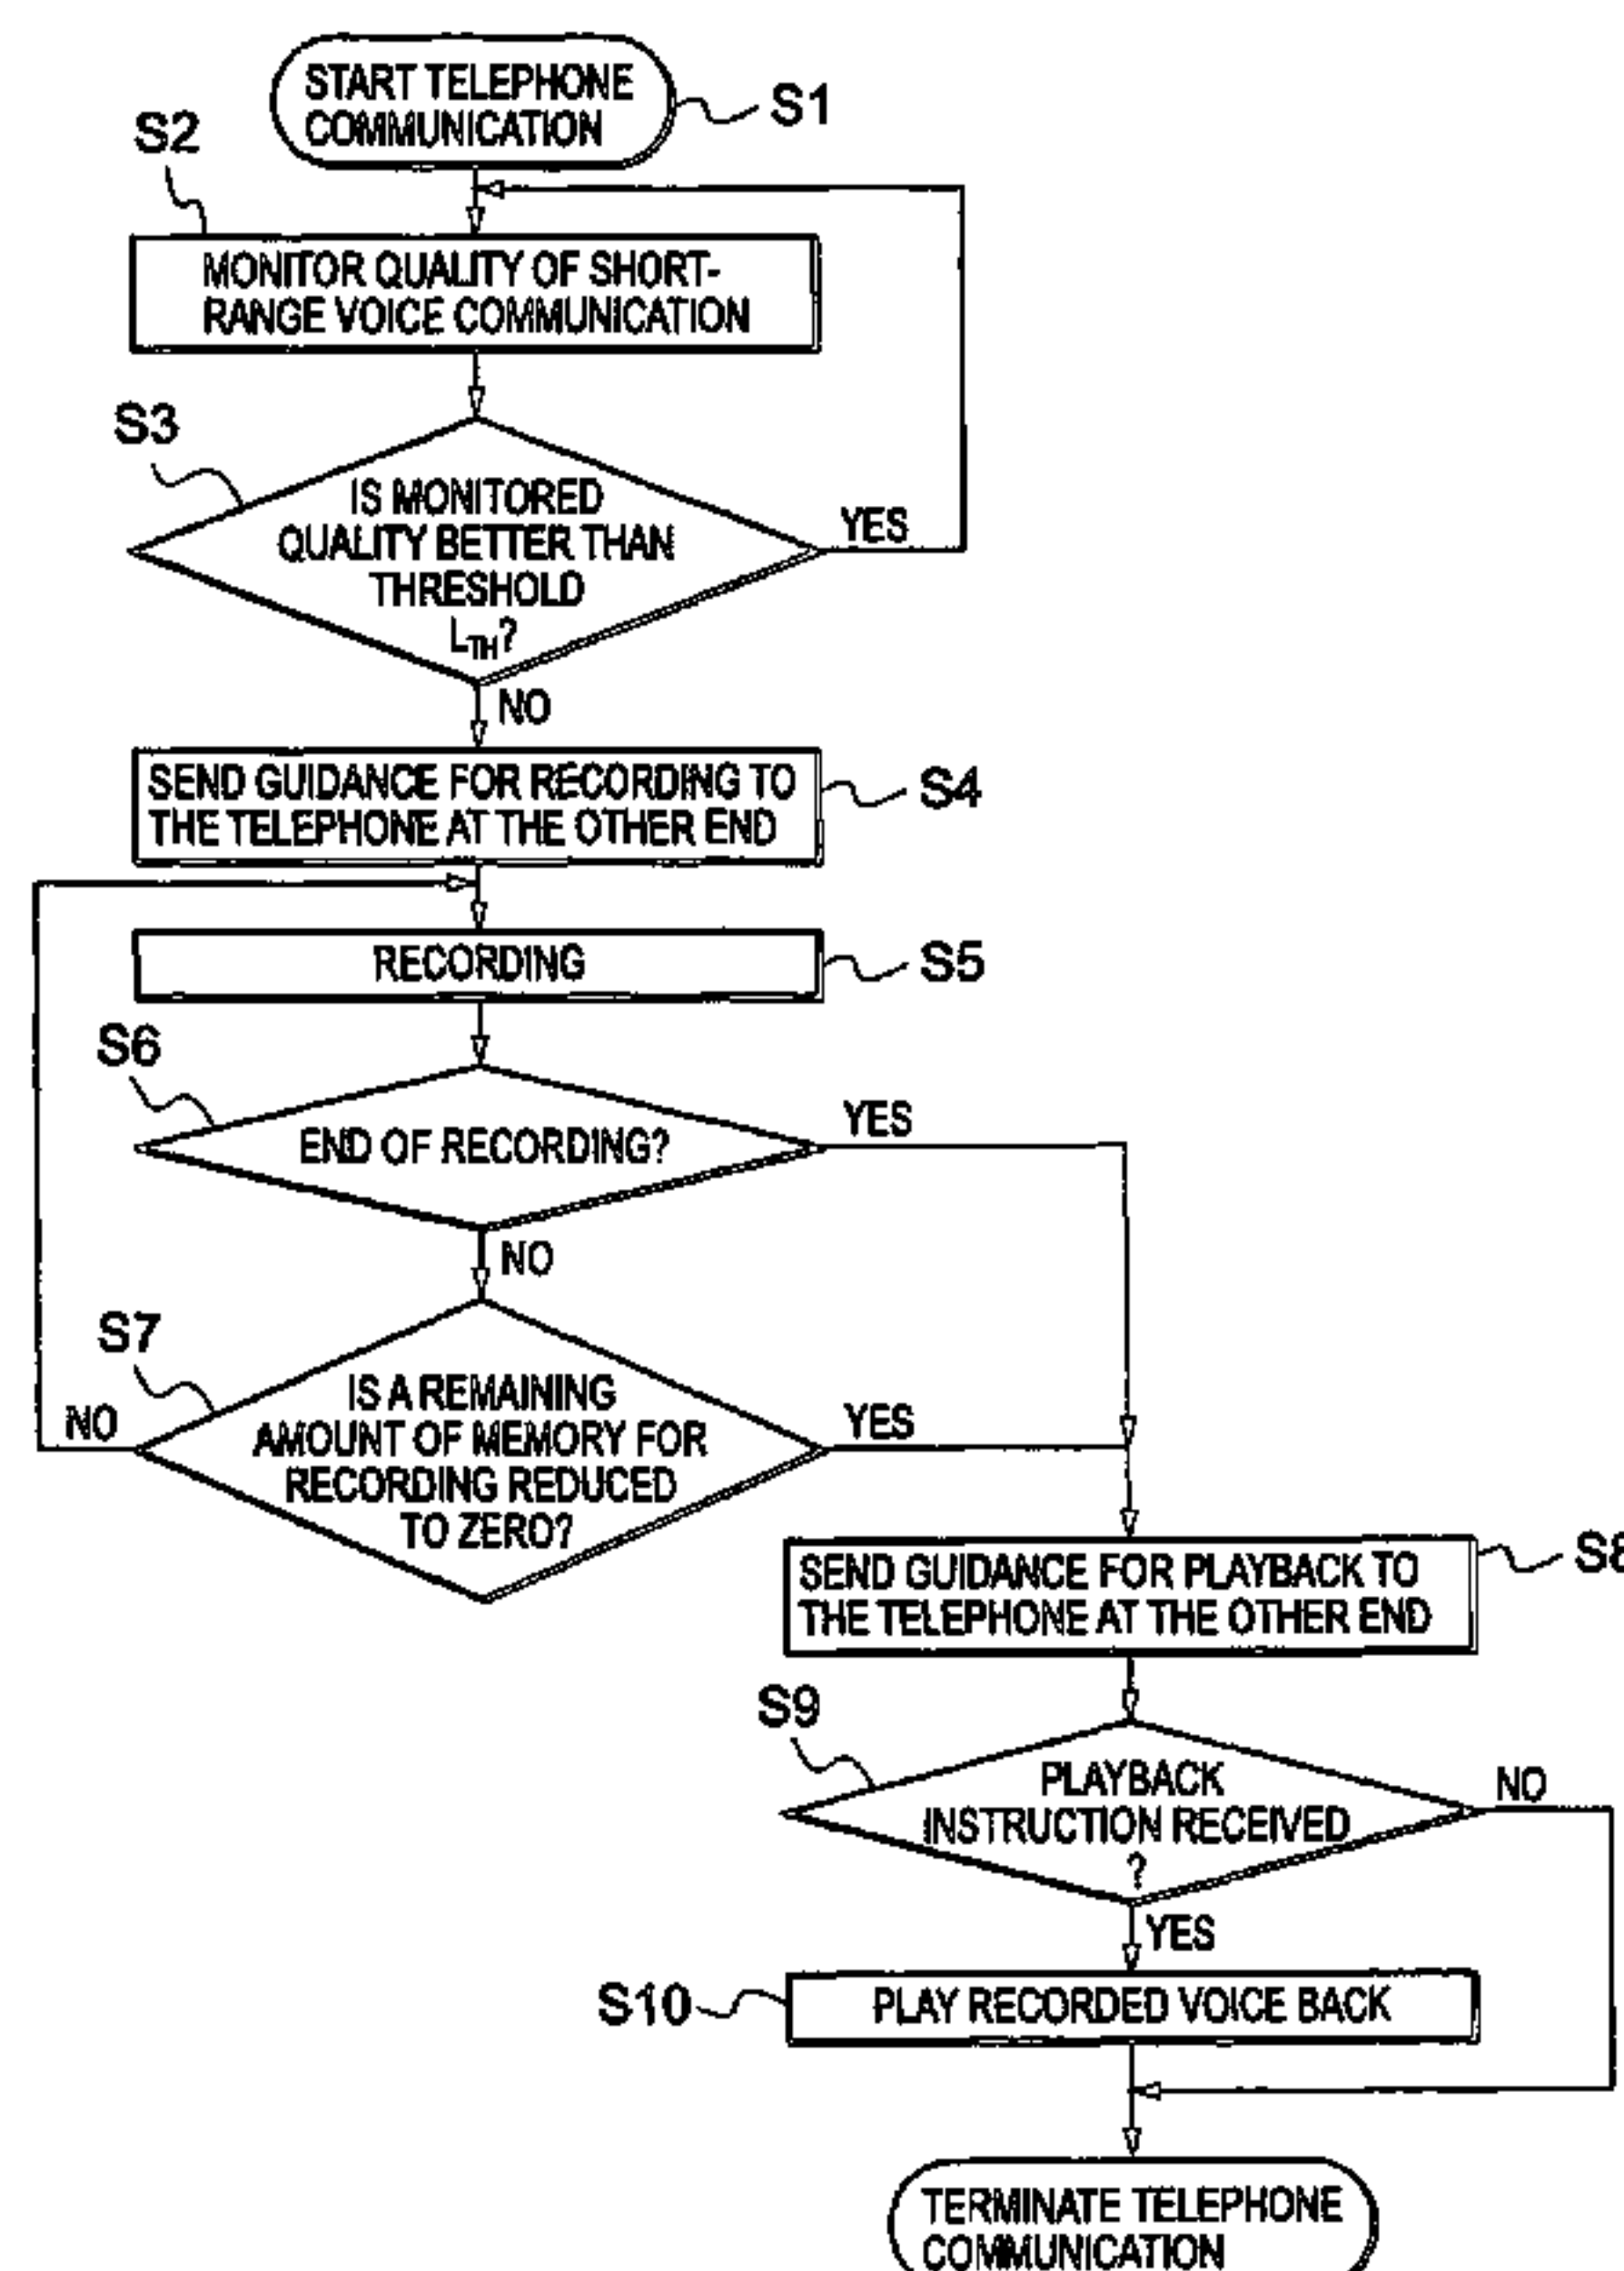 START TELEPHONE
COMMUNICATION
S1
S2
MONITOR QUALITY OF SHORT-
RANGE VOICE COMMUNICATION
S3
IS MONITORED
QUALITY BETTER THAN
THRESHOLD
LTH?
YES
NO
SEND GUIDANCE FOR RECORDING TO
THE TELEPHONE AT THE OTHER END
S4
RECORDING
S5
S6
END OF RECORDING?
YES
NO
S7
IS A REMAINING
AMOUNT OF MEMORY FOR
RECORDING REDUCED
TO ZERO?
NO
YES
SEND GUIDANCE FOR PLAYBACK TO
THE TELEPHONE AT THE OTHER END
S8
S9
PLAYBACK
INSTRUCTION RECEIVED
?
NO
YES
S10
PLAY RECORDED VOICE BACK
TERMINATE TELEPHONE
COMMUNICATION